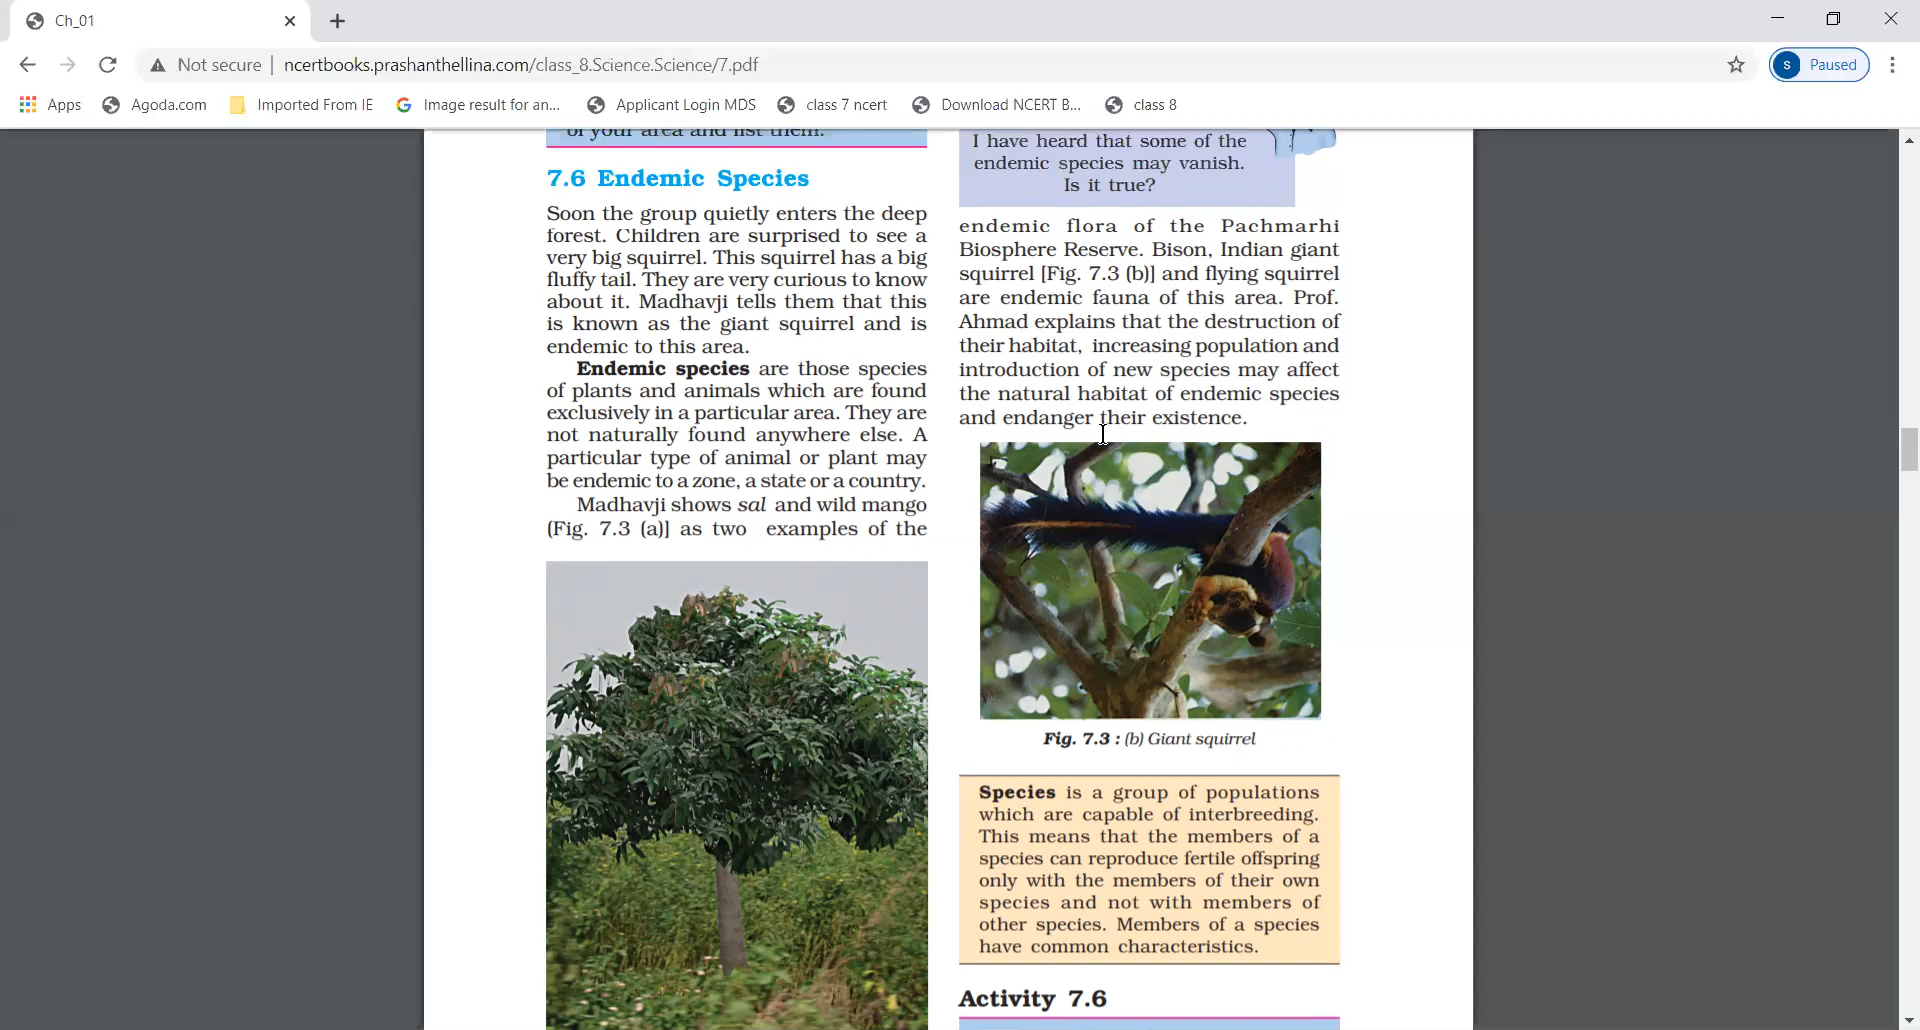 Ch_01
Not secure
ncertbooks.prashanthellina.com/class_8.Science.Science/7.pdf
S Paused
Apps
Agoda.com
Imported From IE
Image result for an...
Applicant Login MDS
class 7 ncert
Download NCERT B...
class 8
of your area and list them.
7.6 Endemic Species
Soon the group quietly enters the deep
forest. Children are surprised to see a
very big squirrel. This squirrel has a big
fluffy tail. They are very curious to know
about it. Madhavji tells them that this
is known as the giant squirrel and is
endemic to this area.
Endemic species are those species
of plants and animals which are found
exclusively in a particular area. They are
not naturally found anywhere else. A
particular type of animal or plant may
be endemic to a zone, a state or a country.
Madhavji shows sal and wild mango
(Fig. 7.3 (a)] as two examples of the
I have heard that some of the
endemic species may vanish.
Is it true?
endemic flora of the Pachmarhi
Biosphere Reserve. Bison, Indian giant
squirrel [Fig. 7.3 (b)] and flying squirrel
are endemic fauna of this area. Prof.
Ahmad explains that the destruction of
their habitat, increasing population and
introduction of new species may affect
the natural habitat of endemic species
and endanger their existence.
Fig. 7.3 : (b) Giant squirrel
Species is a group of populations
which are capable of interbreeding.
This means that the members of a
species can reproduce fertile offspring
only with the members of their own
species and not with members of
other species. Members of a species
have common characteristics.
Activity 7.6